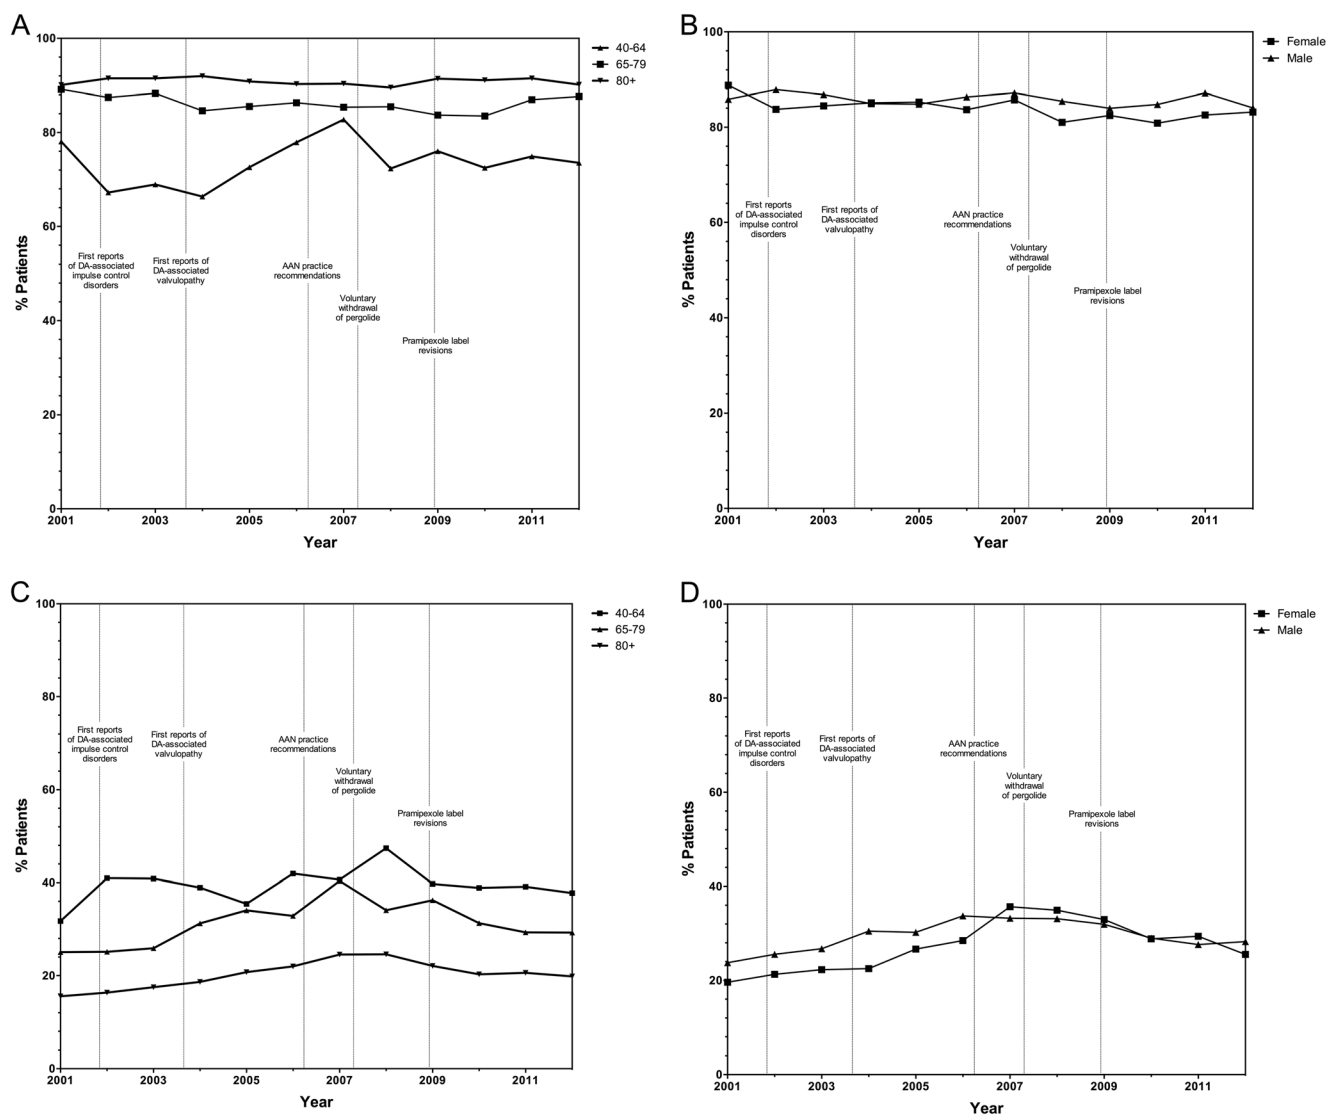 A
100
80
60
40
20
0
% Patients
2001
2003
2005
2007
2009
2011
Year
40-64
65-79
80+
First reports
of DA-associated
impulse control
disorders
First reports of
DA-associated
valvulopathy
AAN practice
recommendations
Voluntary
withdrawal
of pergolide
Pramipexole label
revisions
B
100
80
60
40
20
0
% Patients
2001
2003
2005
2007
2009
2011
Year
Female
Male
First reports
of DA-associated
impulse control
disorders
First reports of
DA-associated
valvulopathy
AAN practice
recommendations
Voluntary
withdrawal
of pergolide
Pramipexole label
revisions
C
100
80
60
40
20
0
% Patients
2001
2003
2005
2007
2009
2011
Year
40-64
65-79
80+
First reports
of DA-associated
impulse control
disorders
First reports of
DA-associated
valvulopathy
AAN practice
recommendations
Voluntary
withdrawal
of pergolide
Pramipexole label
revisions
D
100
80
60
40
20
0
% Patients
2001
2003
2005
2007
2009
2011
Year
Female
Male
First reports
of DA-associated
impulse control
disorders
First reports of
DA-associated
valvulopathy
AAN practice
recommendations
Voluntary
withdrawal
of pergolide
Pramipexole label
revisions